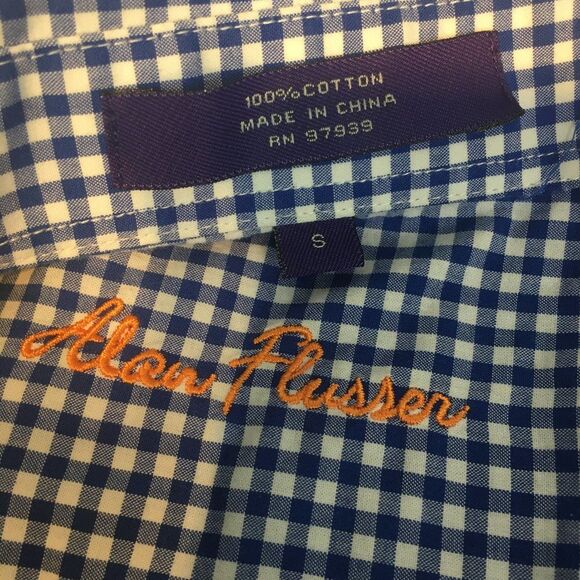 100% COTTON
MADE IN CHINA
RN 97939
S
Alan Flusser